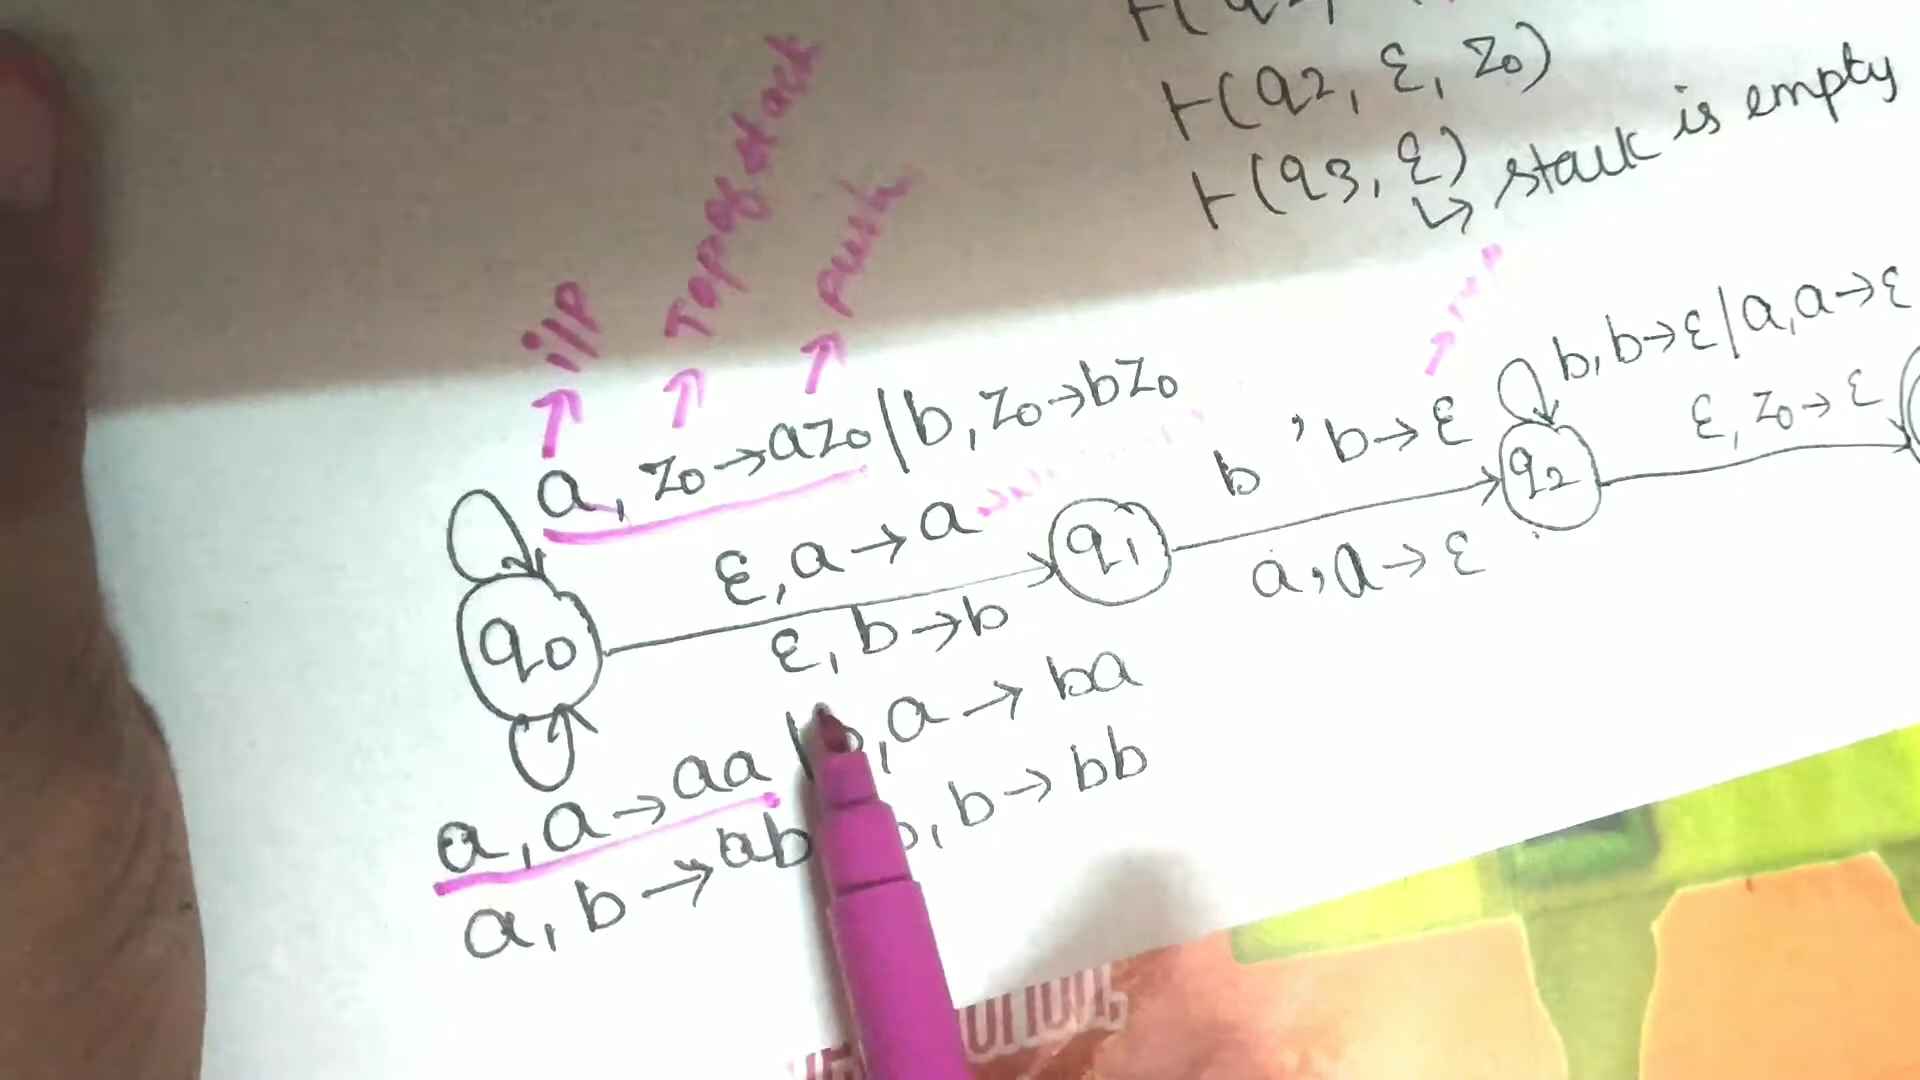 ⊢(q2, ε, z0)
⊢(q3, ε)
↳ stack is empty
i/p
Top of stack
push
a, z0→az0 | b, z0→bz0
ε, a→a
ε, b→b
q0
q1
b, b→ε
a, a→ε
q2
b, b→ε | a, a→ε
ε, z0→ε
a, a→aa | b, a→ba
a, b→ab b, b→bb